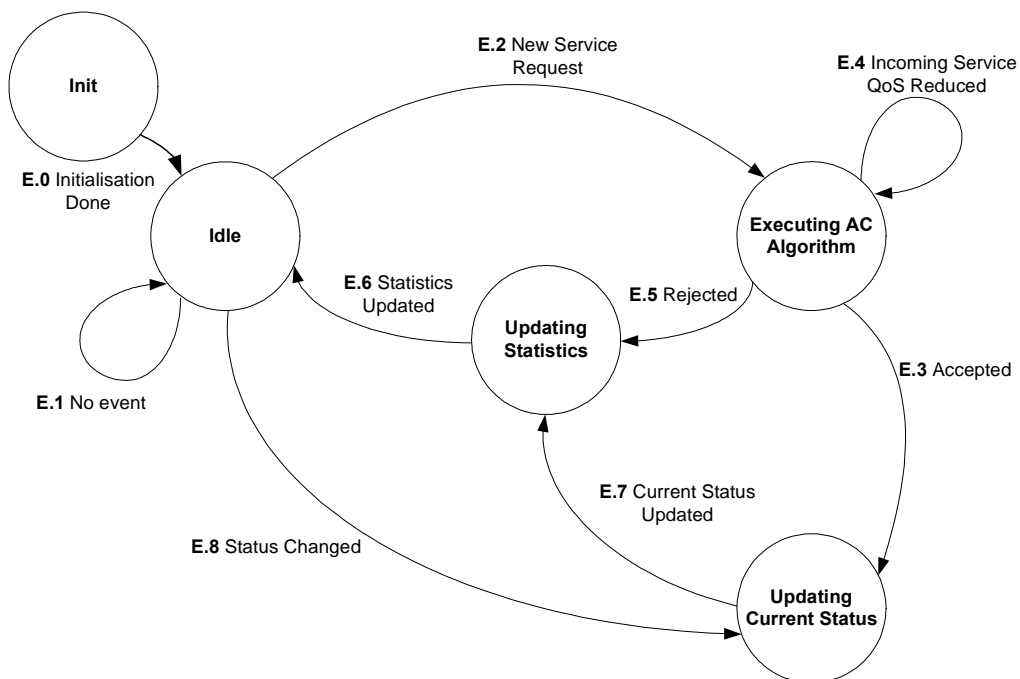 E.2 New Service
Request
E.4 Incoming Service
QoS Reduced
Init
E.0 Initialisation
Done
Idle
Executing AC
Algorithm
E.6 Statistics
Updated
E.5 Rejected
Updating
Statistics
E.3 Accepted
E.1 No event
E.7 Current Status
Updated
E.8 Status Changed
Updating
Current Status